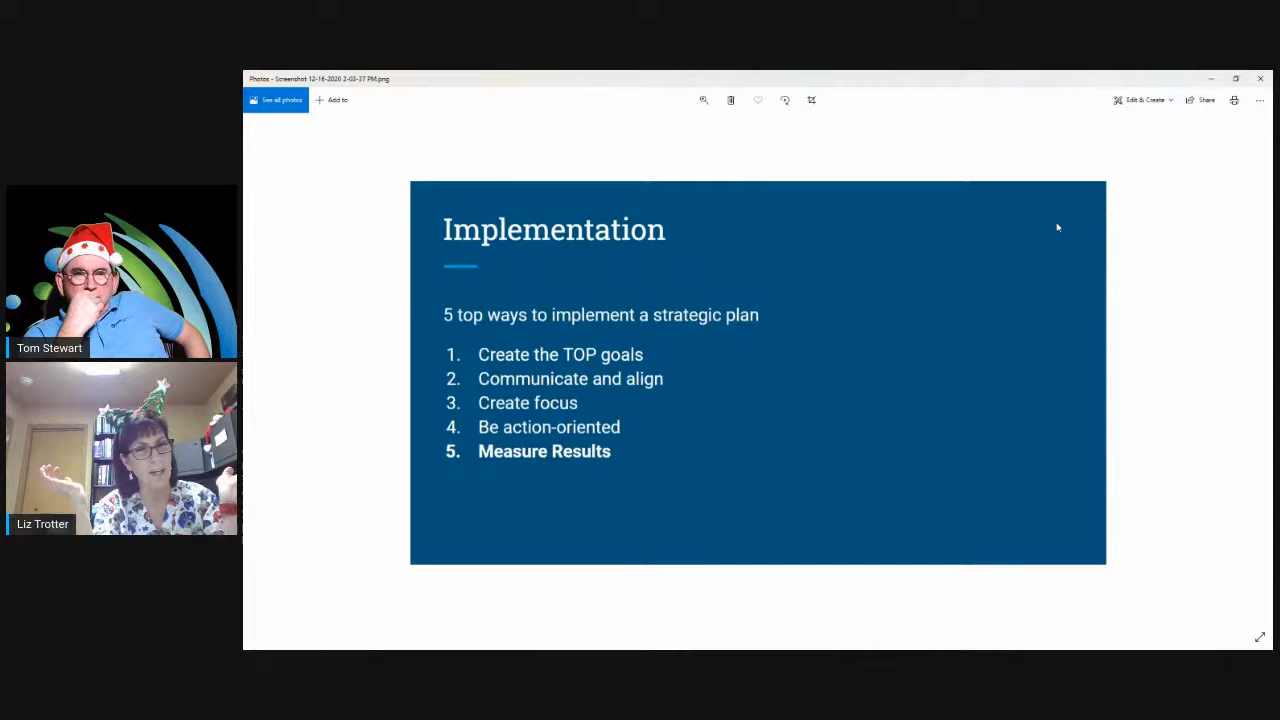 Photos - Screenshot 12-16-2020 2-03-37 PM.png
See all photos
Add to
Edit & Create
Share
Implementation
5 top ways to implement a strategic plan
1. Create the TOP goals
2. Communicate and align
3. Create focus
4. Be action-oriented
5. Measure Results
Tom Stewart
Liz Trotter